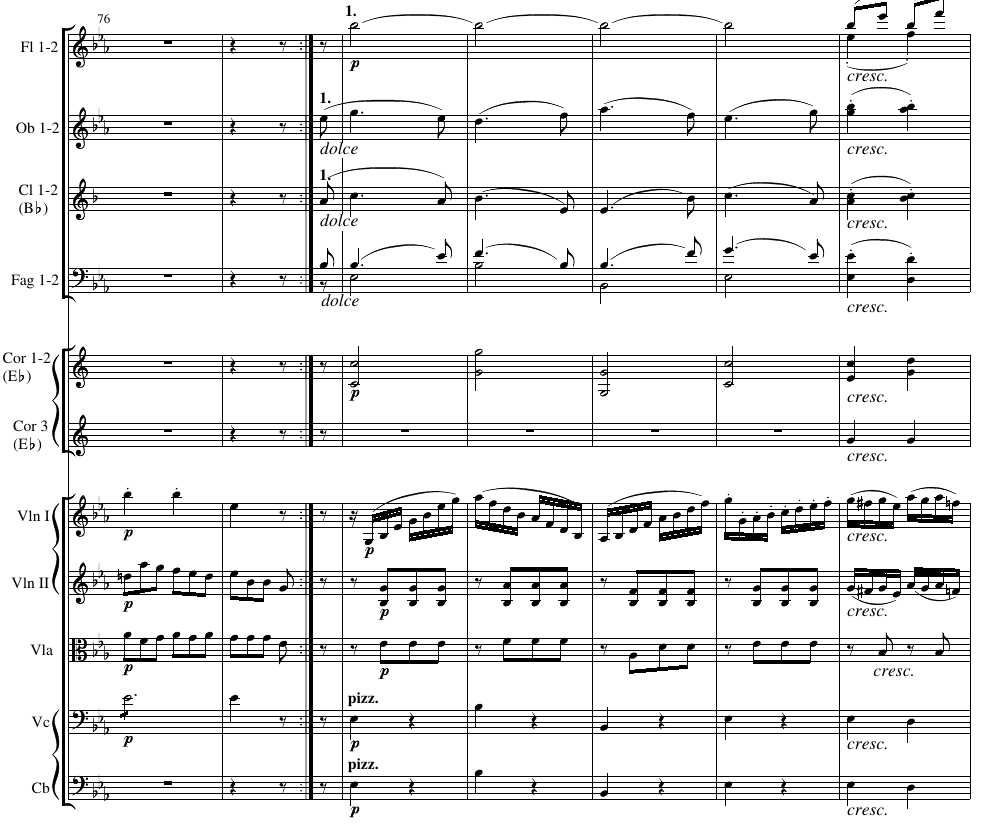 76
1.
Fl 1-2
p
cresc.
1.
Ob 1-2
dolce
cresc.
1.
Cl 1-2
(B♭)
dolce
cresc.
Fag 1-2
dolce
cresc.
Cor 1-2
(E♭)
p
cresc.
Cor 3
(E♭)
cresc.
Vln I
p
p
cresc.
Vln II
p
p
cresc.
Vla
p
p
cresc.
pizz.
Vc
p
p
cresc.
pizz.
Cb
p
cresc.